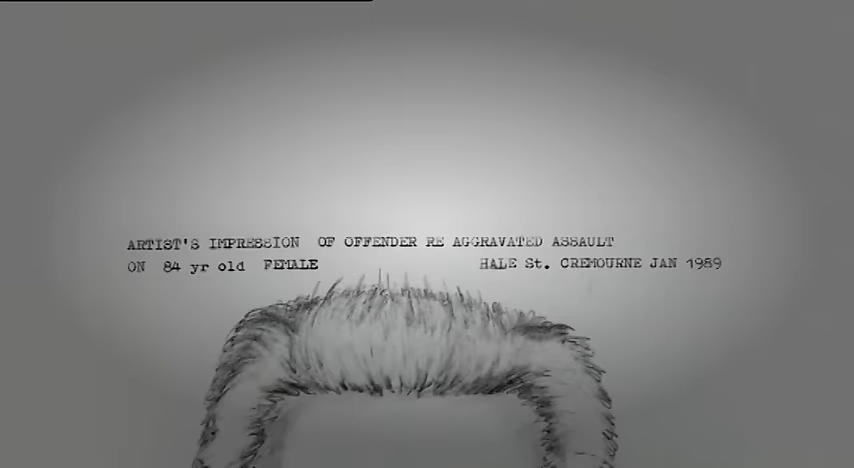 ARTIST'S IMPRESSION OF OFFENDER RE AGGRAVATED ASSAULT
ON 84 yr old FEMALE HALE St. CREMOURNE JAN 1989